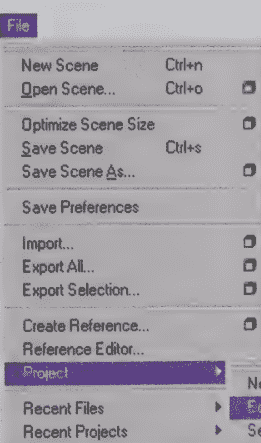 File
New Scene Ctrl+n
Open Scene... Ctrl+o
Optimize Scene Size
Save Scene Ctrl+s
Save Scene As...
Save Preferences
Import...
Export All...
Export Selection...
Create Reference...
Reference Editor...
Project
Recent Files
Recent Projects